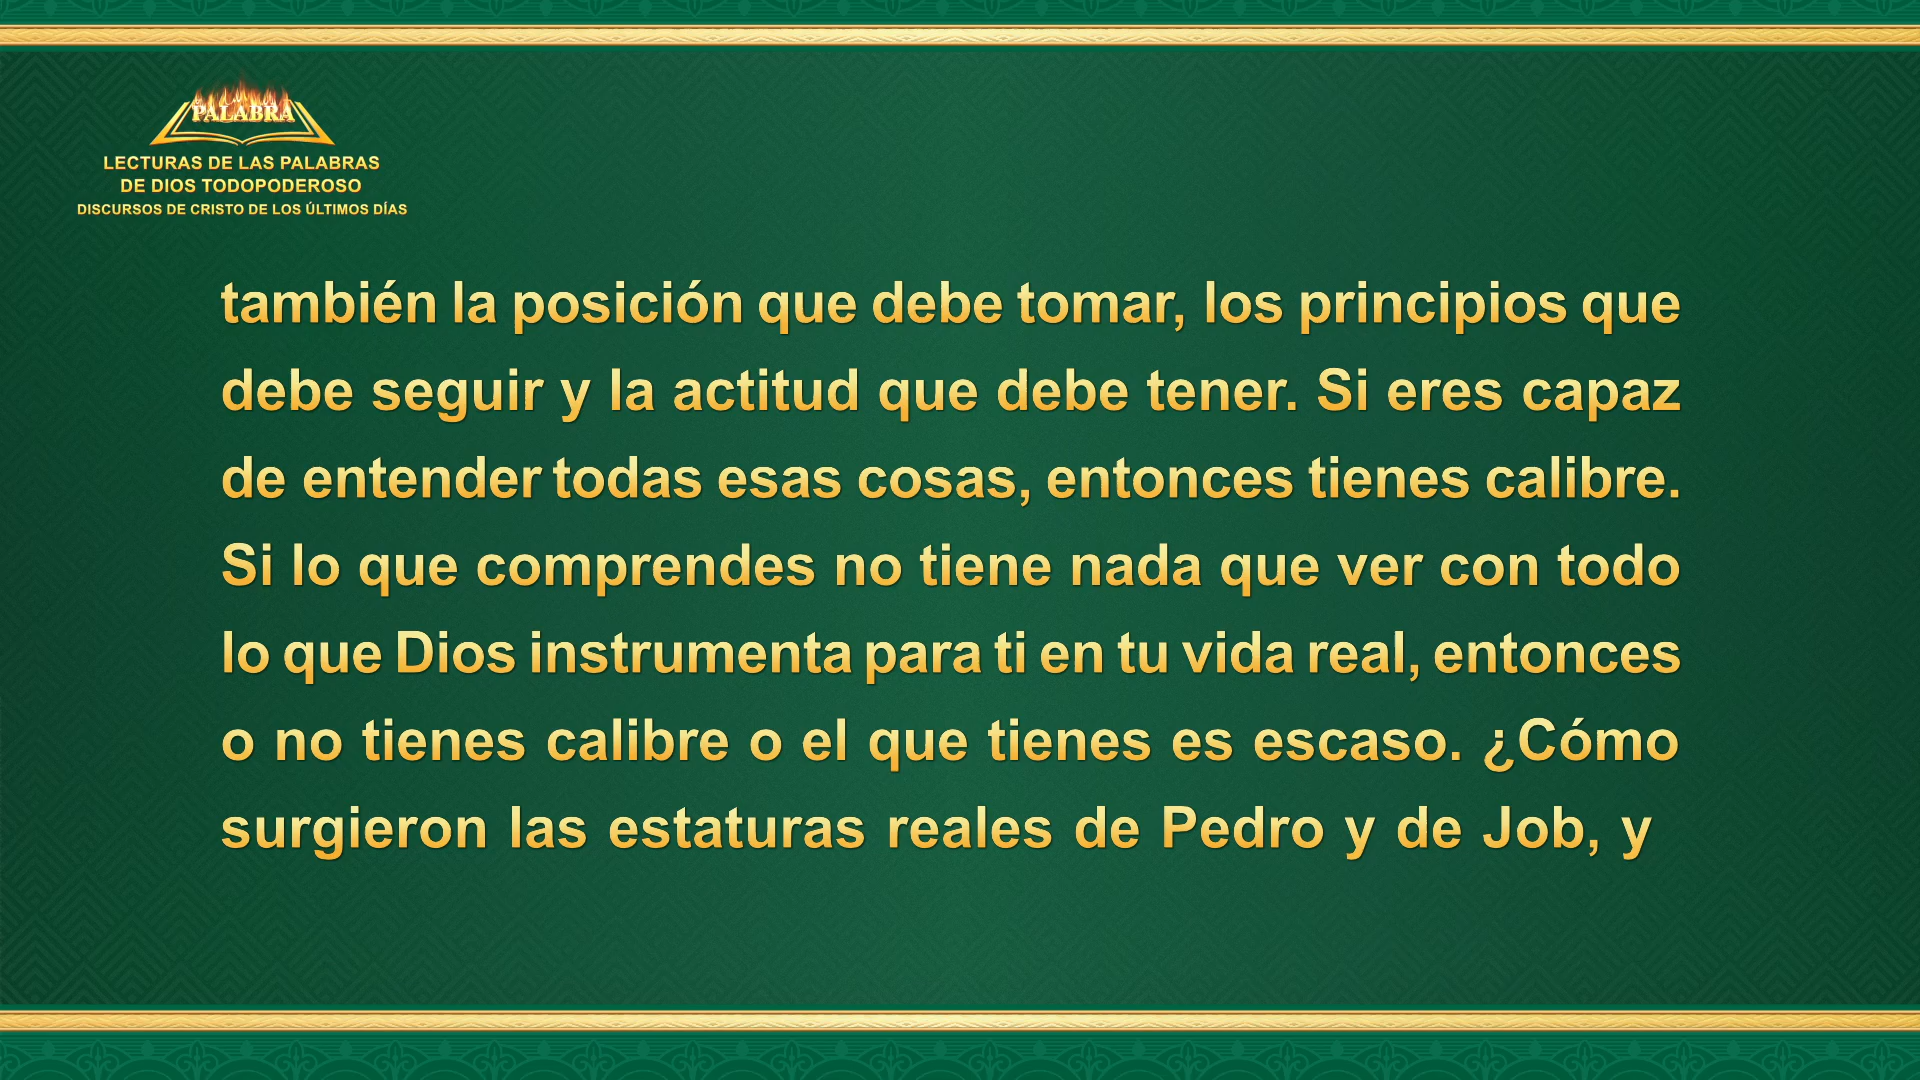 PALABRA
LECTURAS DE LAS PALABRAS
DE DIOS TODOPODEROSO
DISCURSOS DE CRISTO DE LOS ÚLTIMOS DÍAS
también la posición que debe tomar, los principios que
debe seguir y la actitud que debe tener. Si eres capaz
de entender todas esas cosas, entonces tienes calibre.
Si lo que comprendes no tiene nada que ver con todo
lo que Dios instrumenta para ti en tu vida real, entonces
o no tienes calibre o el que tienes es escaso. ¿Cómo
surgieron las estaturas reales de Pedro y de Job, y